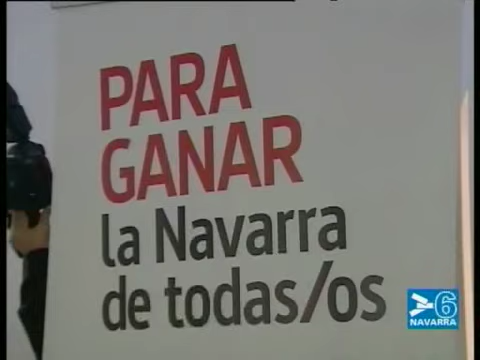 PARA
GANAR
la Navarra
de todas/os
6
NAVARRA